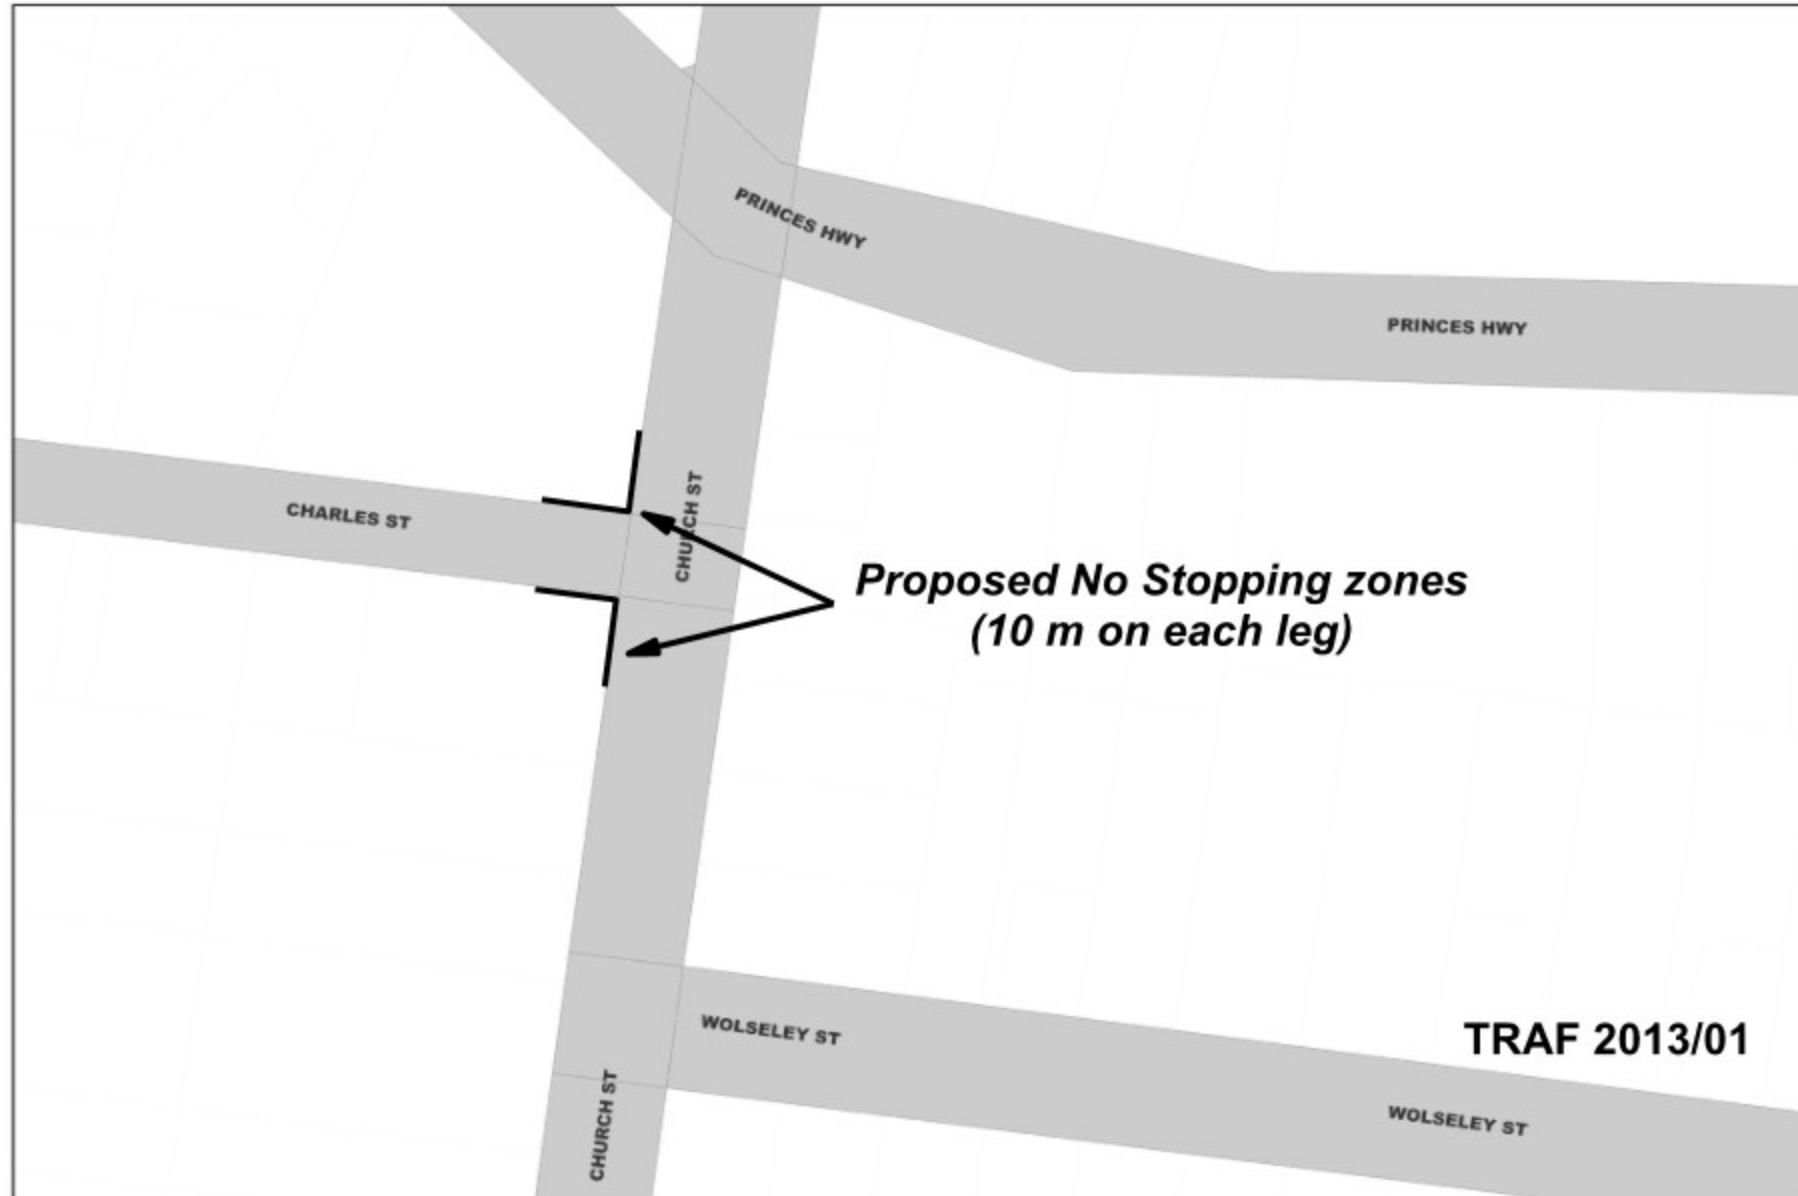 PRINCES HWY
PRINCES HWY
CHARLES ST
CHURCH ST
Proposed No Stopping zones
(10 m on each leg)
WOLSELEY ST
TRAF 2013/01
CHURCH ST
WOLSELEY ST